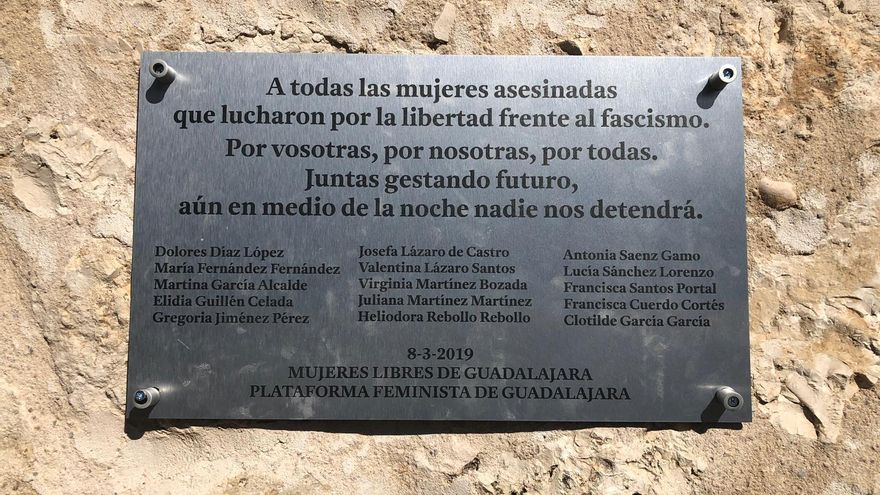 A todas las mujeres asesinadas
que lucharon por la libertad frente al fascismo.
Por vosotras, por nosotras, por todas.
Juntas gestando futuro,
aún en medio de la noche nadie nos detendrá.
Dolores Díaz López
María Fernández Fernández
Martina García Alcalde
Elidia Guillén Celada
Gregoria Jiménez Pérez
Josefa Lázaro de Castro
Valentina Lázaro Santos
Virginia Martínez Bozada
Juliana Martínez Martínez
Heliodora Rebollo Rebollo
Antonia Saenz Gamo
Lucía Sánchez Lorenzo
Francisca Santos Portal
Francisca Cuerdo Cortés
Clotilde García García
8-3-2019
MUJERES LIBRES DE GUADALAJARA
PLATAFORMA FEMINISTA DE GUADALAJARA